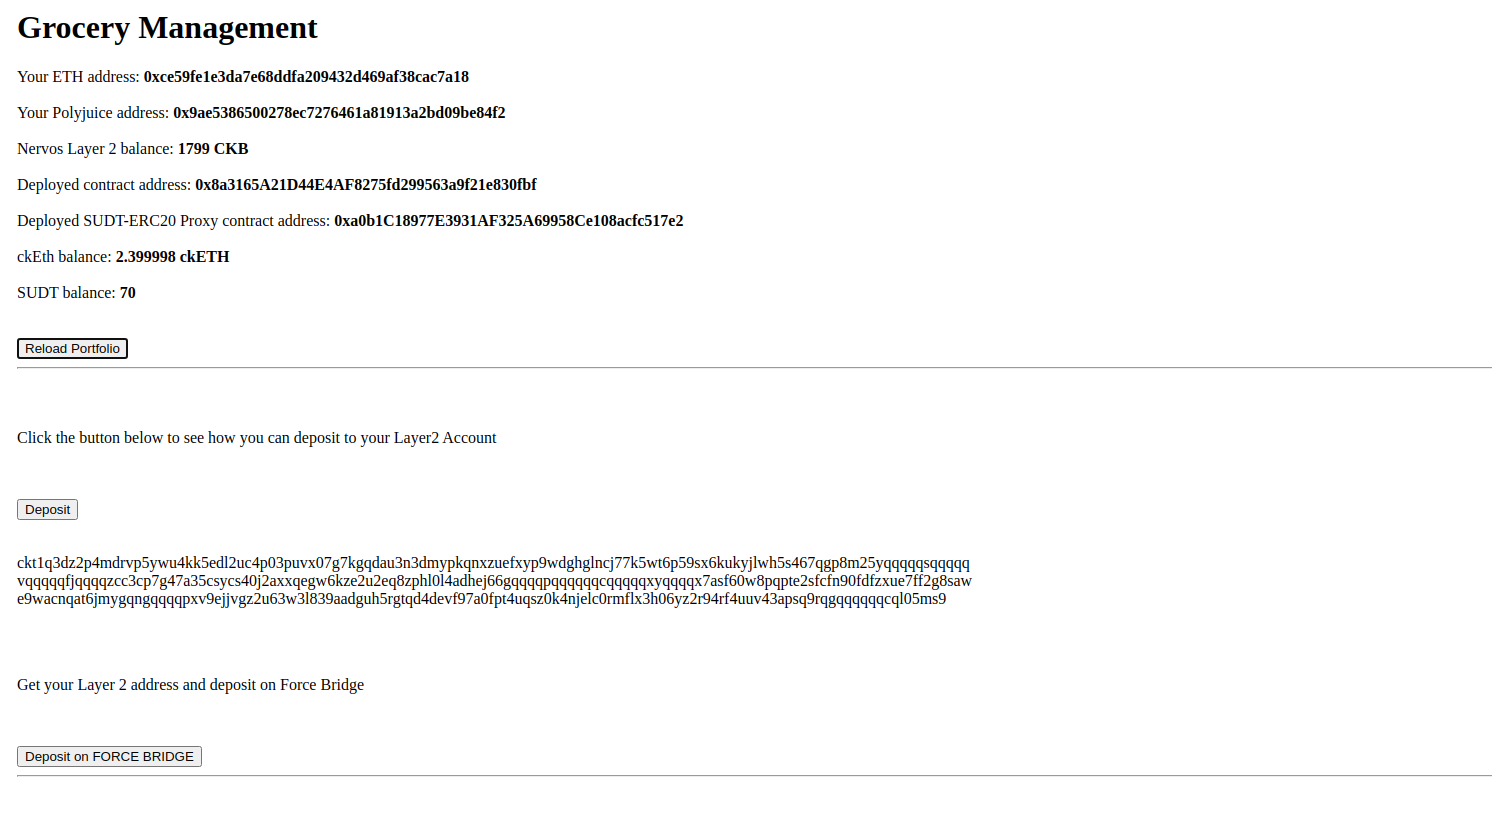 Grocery Management
Your ETH address: 0xce59fe1e3da7e68ddfa209432d469af38cac7a18
Your Polyjuice address: 0x9ae5386500278ec7276461a81913a2bd09be84f2
Nervos Layer 2 balance: 1799 CKB
Deployed contract address: 0x8a3165A21D44E4AF8275fd299563a9f21e830fbf
Deployed SUDT-ERC20 Proxy contract address: 0xa0b1C18977E3931AF325A69958Ce108acfc517e2
ckEth balance: 2.399998 ckETH
SUDT balance: 70
Reload Portfolio
Click the button below to see how you can deposit to your Layer2 Account
Deposit
ckt1q3dz2p4mdrvp5ywu4kk5edl2uc4p03puvx07g7kgqdau3n3dmypkqnxzuefxyp9wdghglncj77k5wt6p59sx6kukyjlwh5s467qgp8m25yqqqqqsqqqqq
vqqqqqfjqqqqzcc3cp7g47a35csycs40j2axxqegw6kze2u2eq8zphl0l4adhej66gqqqqpqqqqqqcqqqqqxyqqqqx7asf60w8pqpte2sfcfn90fdfzxue7ff2g8saw
e9wacnqat6jmygqngqqqqpxv9ejjvgz2u63w3l839aadguh5rgtqd4devf97a0fpt4uqsz0k4njelc0rmflx3h06yz2r94rf4uuv43apsq9rqgqqqqqqcql05ms9
Get your Layer 2 address and deposit on Force Bridge
Deposit on FORCE BRIDGE